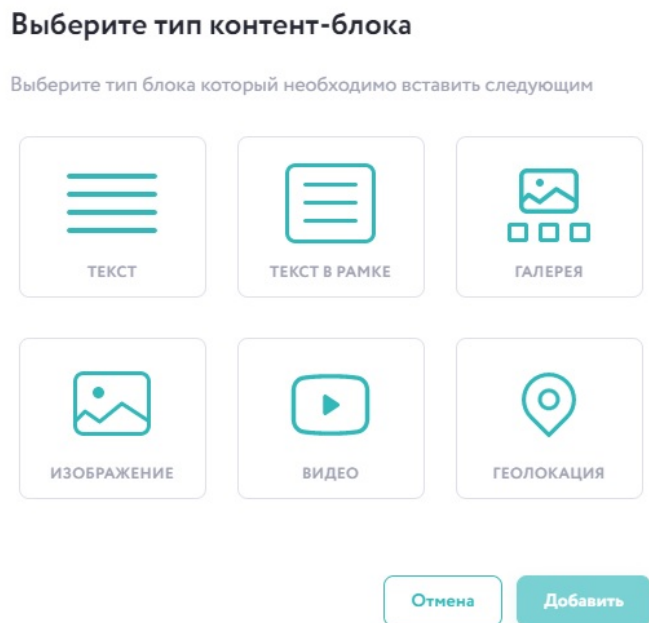 Выберите тип контент-блока
Выберите тип блока который необходимо вставить следующим
ТЕКСТ
ТЕКСТ В РАМКЕ
ГАЛЕРЕЯ
ИЗОБРАЖЕНИЕ
ВИДЕО
ГЕОЛОКАЦИЯ
Отмена
Добавить